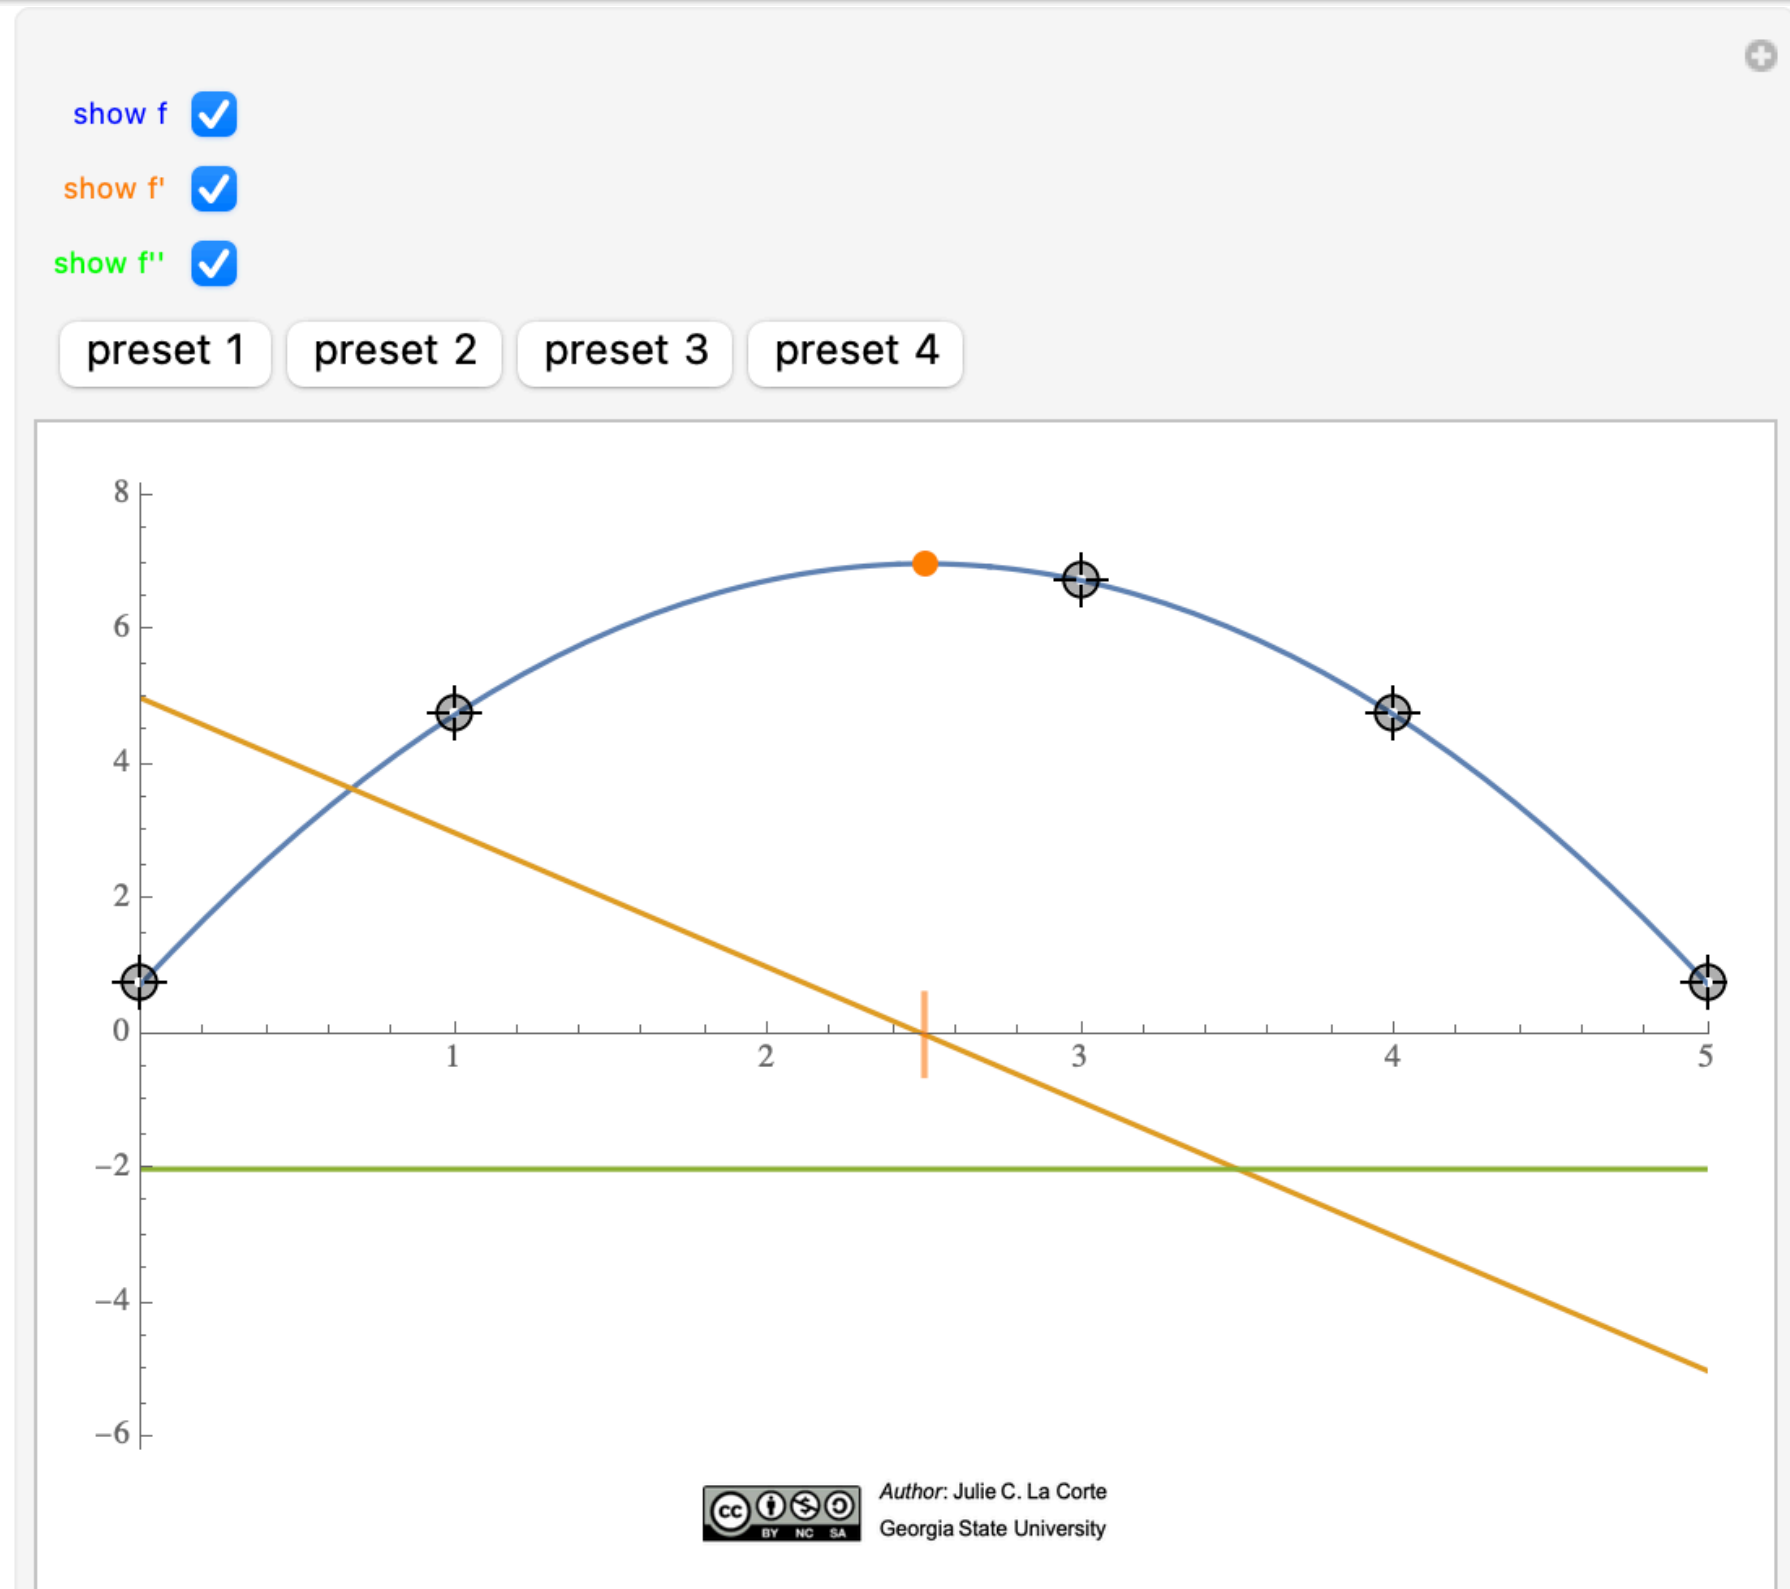 show f
show f'
show f''
preset 1 preset 2 preset 3 preset 4
8
6
4
2
0
1 2 3 4 5
−2
−4
−6
cc BY NC SA
Author: Julie C. La Corte
Georgia State University